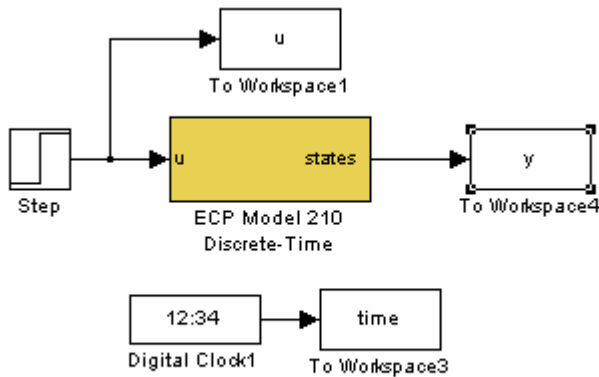 u
To Workspace1
u states
y
Step
To Workspace4
ECP Model 210
Discrete-Time
12:34
time
Digital Clock1
To Workspace3